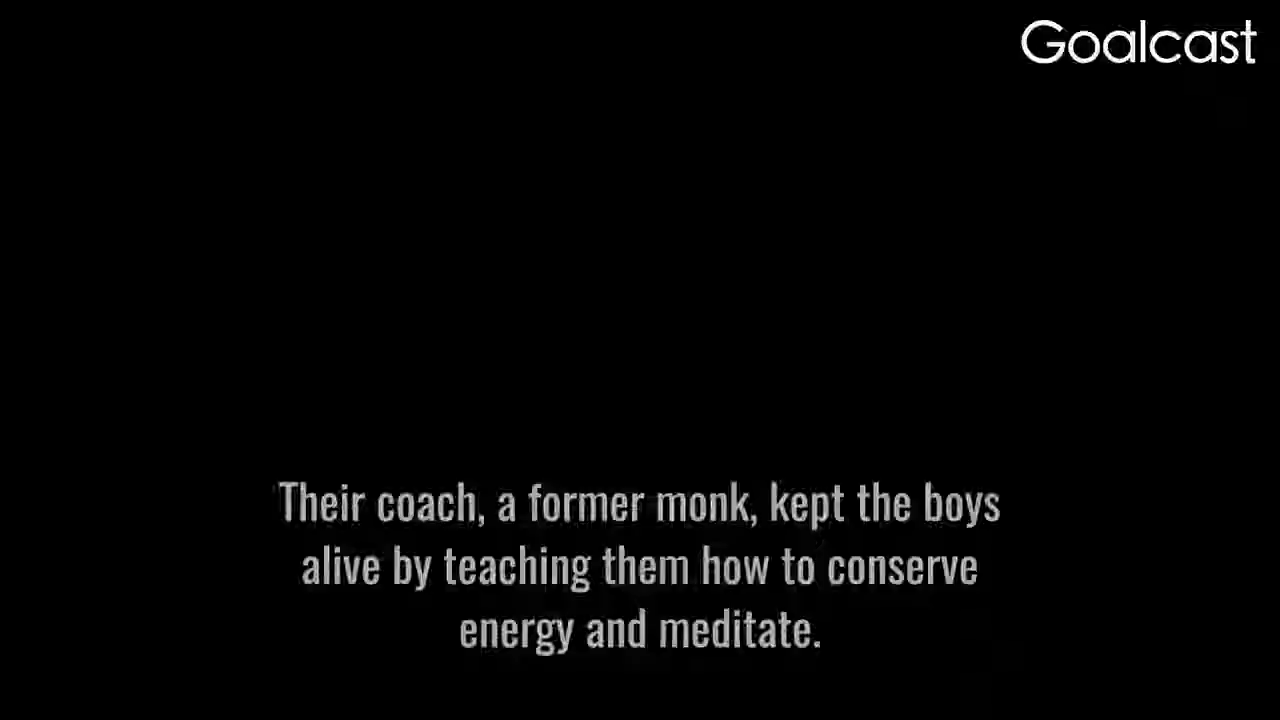 Goalcast
Their coach, a former monk, kept the boys
alive by teaching them how to conserve
energy and meditate.